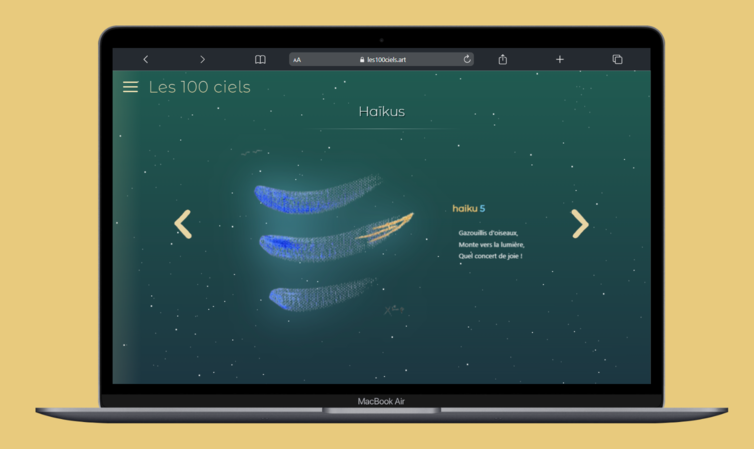 AA
les100ciels.art
Les 100 ciels
Haïkus
haïku 5
Gazouillis d'oiseaux,
Monte vers la lumière,
Quel concert de joie !
MacBook Air